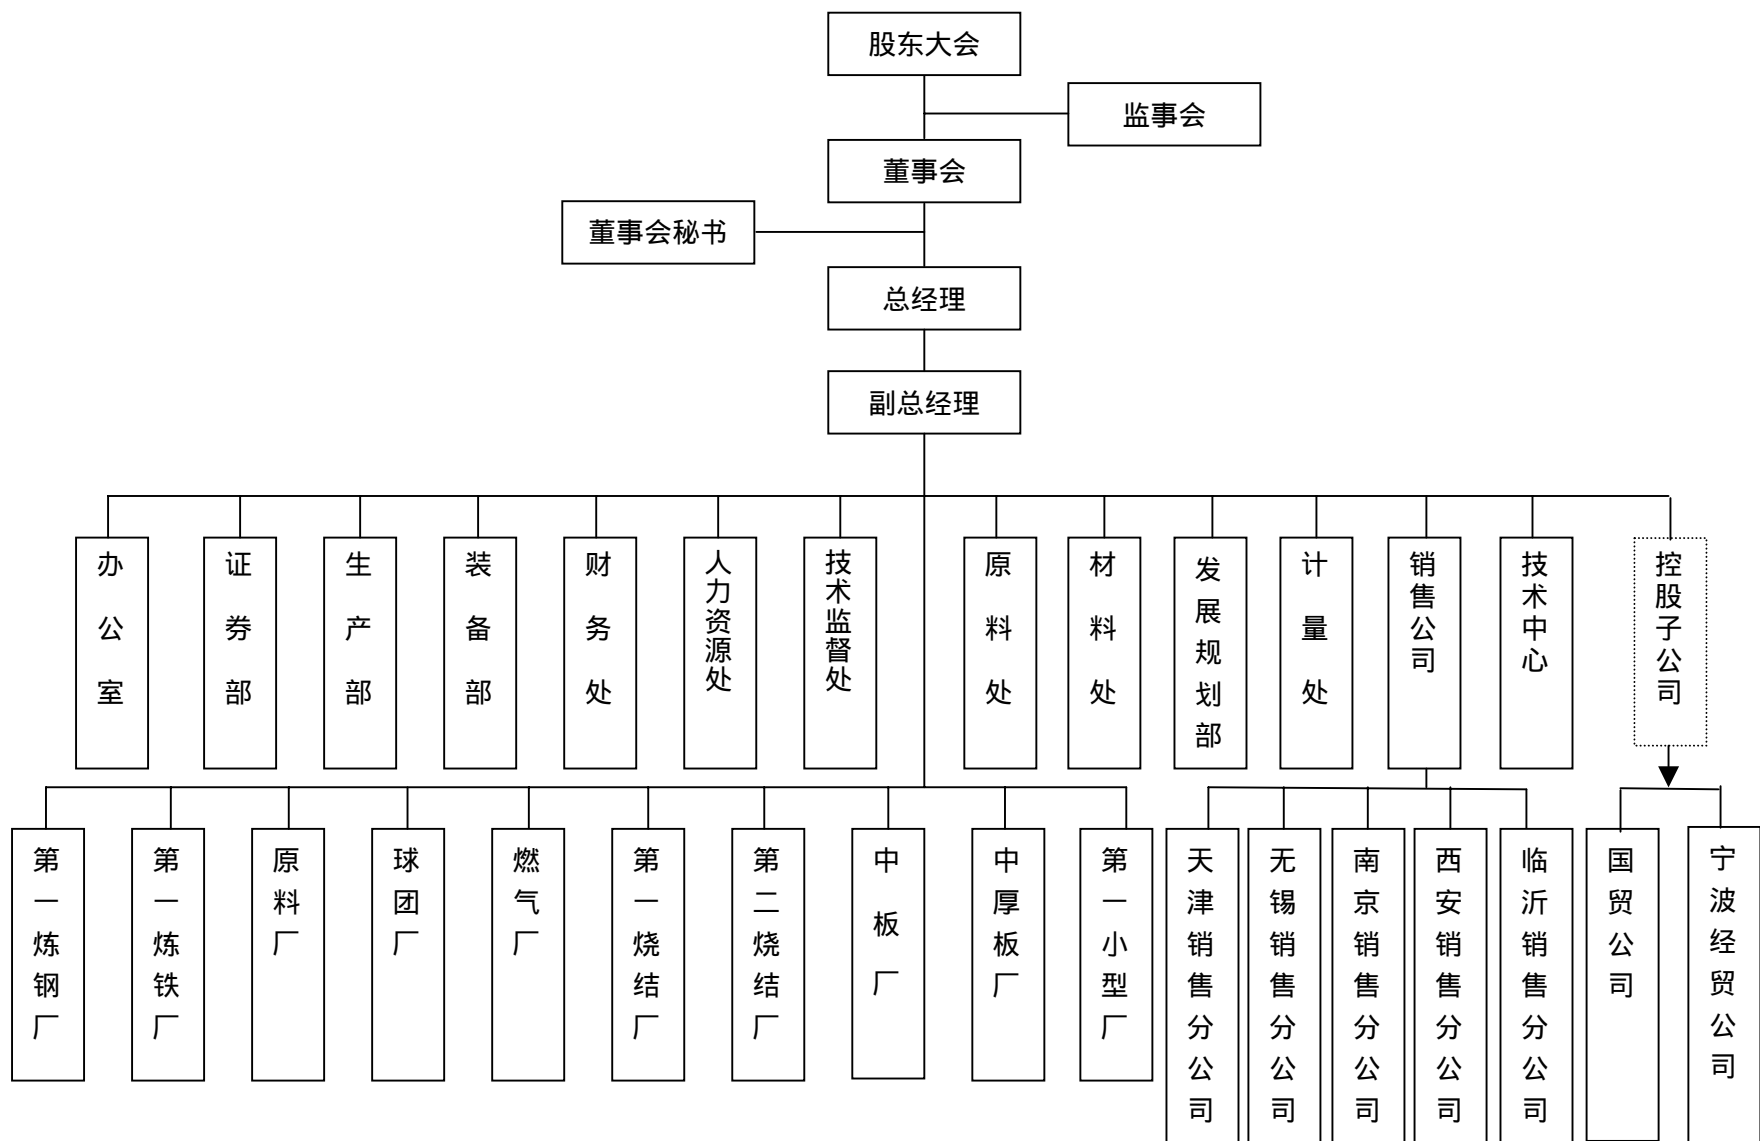 股东大会
监事会
董事会
董事会秘书
总经理
副总经理
办公室
证券部
生产部
装备部
财务处
人力资源处
技术监督处
原料处
材料处
发展规划部
计量处
销售公司
技术中心
控股子公司
第一炼钢厂
第一炼铁厂
原料厂
球团厂
燃气厂
第一烧结厂
第二烧结厂
中板厂
中厚板厂
第一小型厂
天津销售分公司
无锡销售分公司
南京销售分公司
西安销售分公司
临沂销售分公司
国贸公司
宁波经贸公司